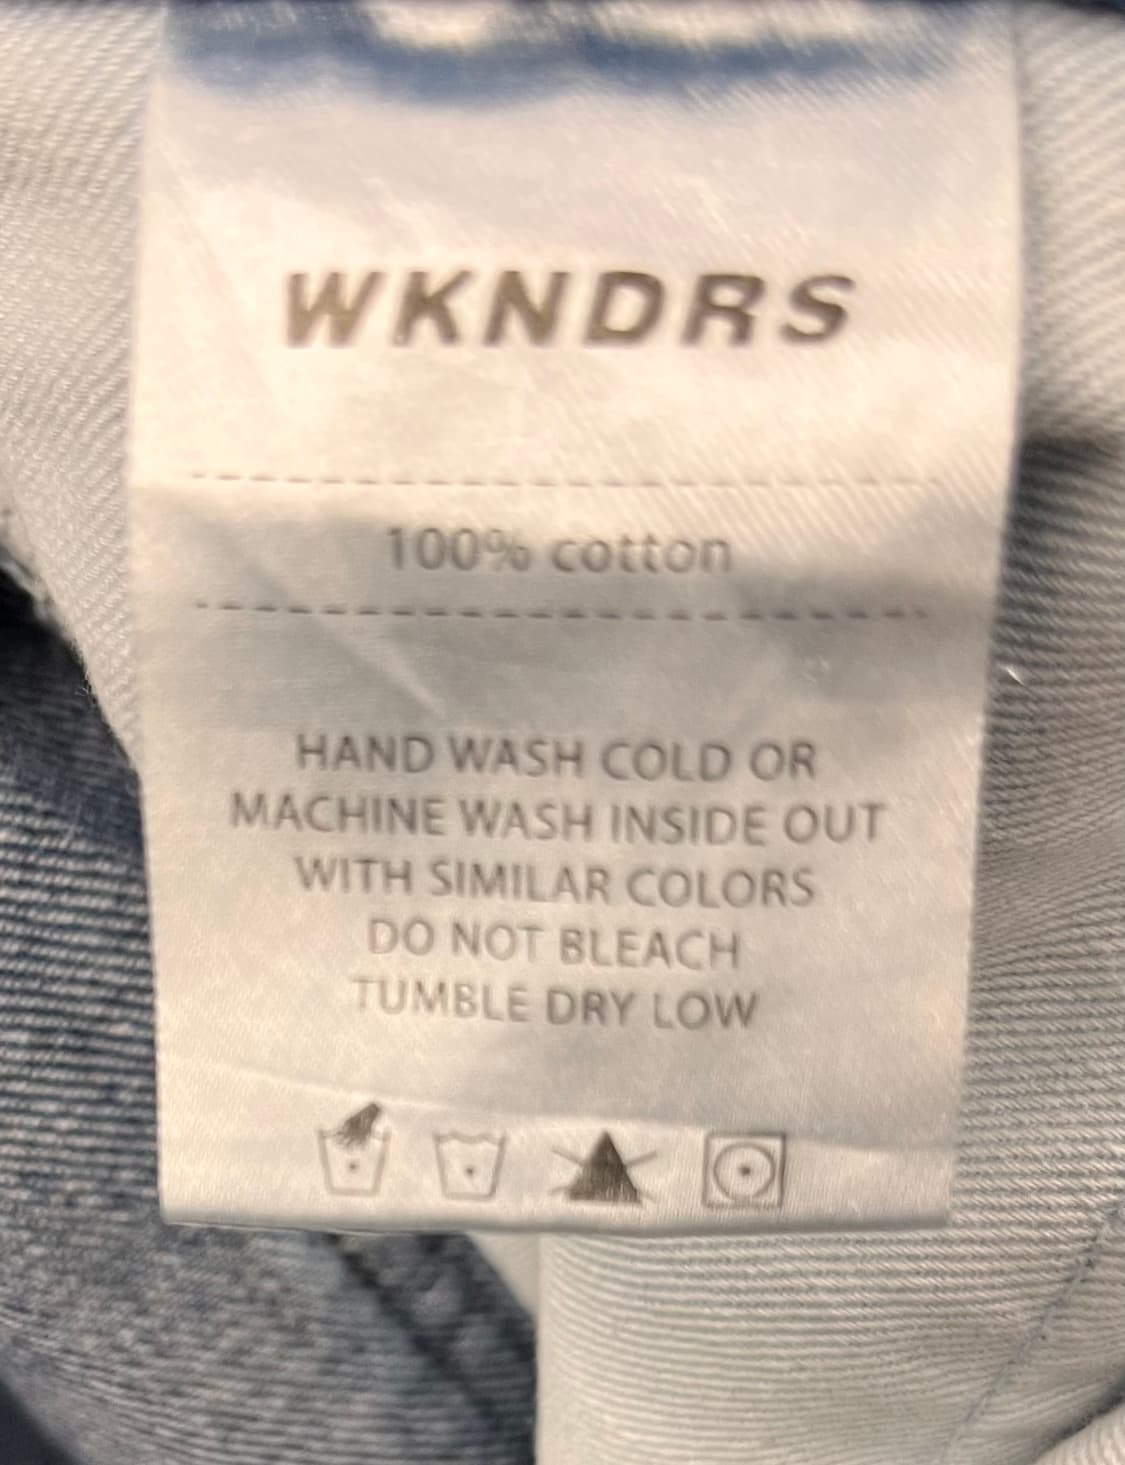 WKNDRS
100% cotton
HAND WASH COLD OR
MACHINE WASH INSIDE OUT
WITH SIMILAR COLORS
DO NOT BLEACH
TUMBLE DRY LOW